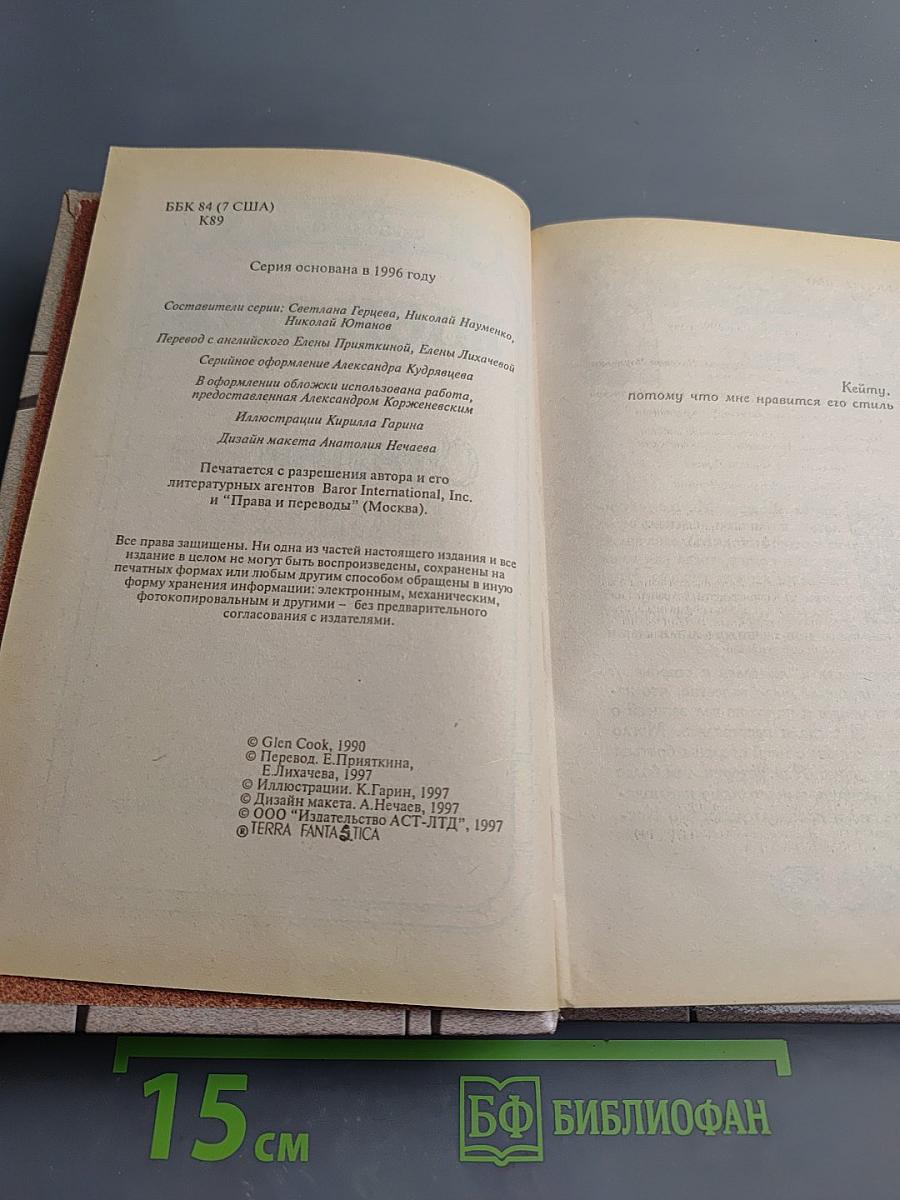 ББК 84 (7 США)
К89
Серия основана в 1996 году
Составители серии: Светлана Герцева, Николай Науменко,
Николай Ютанов
Перевод с английского Елены Прияткиной, Елены Лихачевой
Серийное оформление Александра Кудрявцева
В оформлении обложки использована работа,
предоставленная Александром Корженевским
Иллюстрации Кирилла Гарина
Дизайн макета Анатолия Нечаева
Печатается с разрешения автора и его
литературных агентов Baror International, Inc.
и “Права и переводы” (Москва).
Все права защищены. Ни одна из частей настоящего издания и все
издание в целом не могут быть воспроизведены, сохранены на
печатных формах или любым другим способом обращены в иную
форму хранения информации: электронным, механическим,
фотокопировальным и другими – без предварительного
согласования с издателями.
© Glen Cook, 1990
© Перевод. Е.Прияткина,
Е.Лихачева, 1997
© Иллюстрации. К.Гарин, 1997
© Дизайн макета. А.Нечаев, 1997
© ООО “Издательство АСТ-ЛТД”, 1997
® TERRA FANTASTICA
Кейту,
потому что мне нравится его стиль
15 см
БФ БИБЛИОФАН